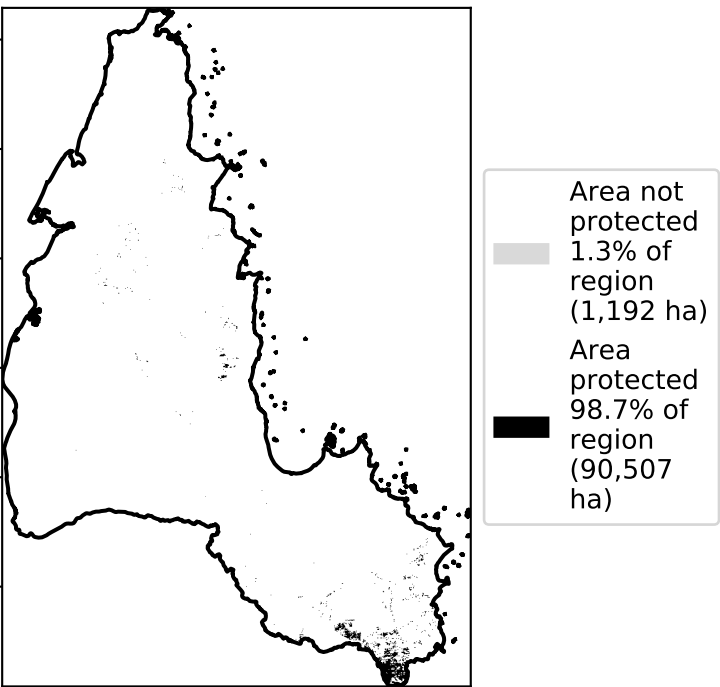 Area not
protected
1.3% of
region
(1,192 ha)
Area
protected
98.7% of
region
(90,507
ha)